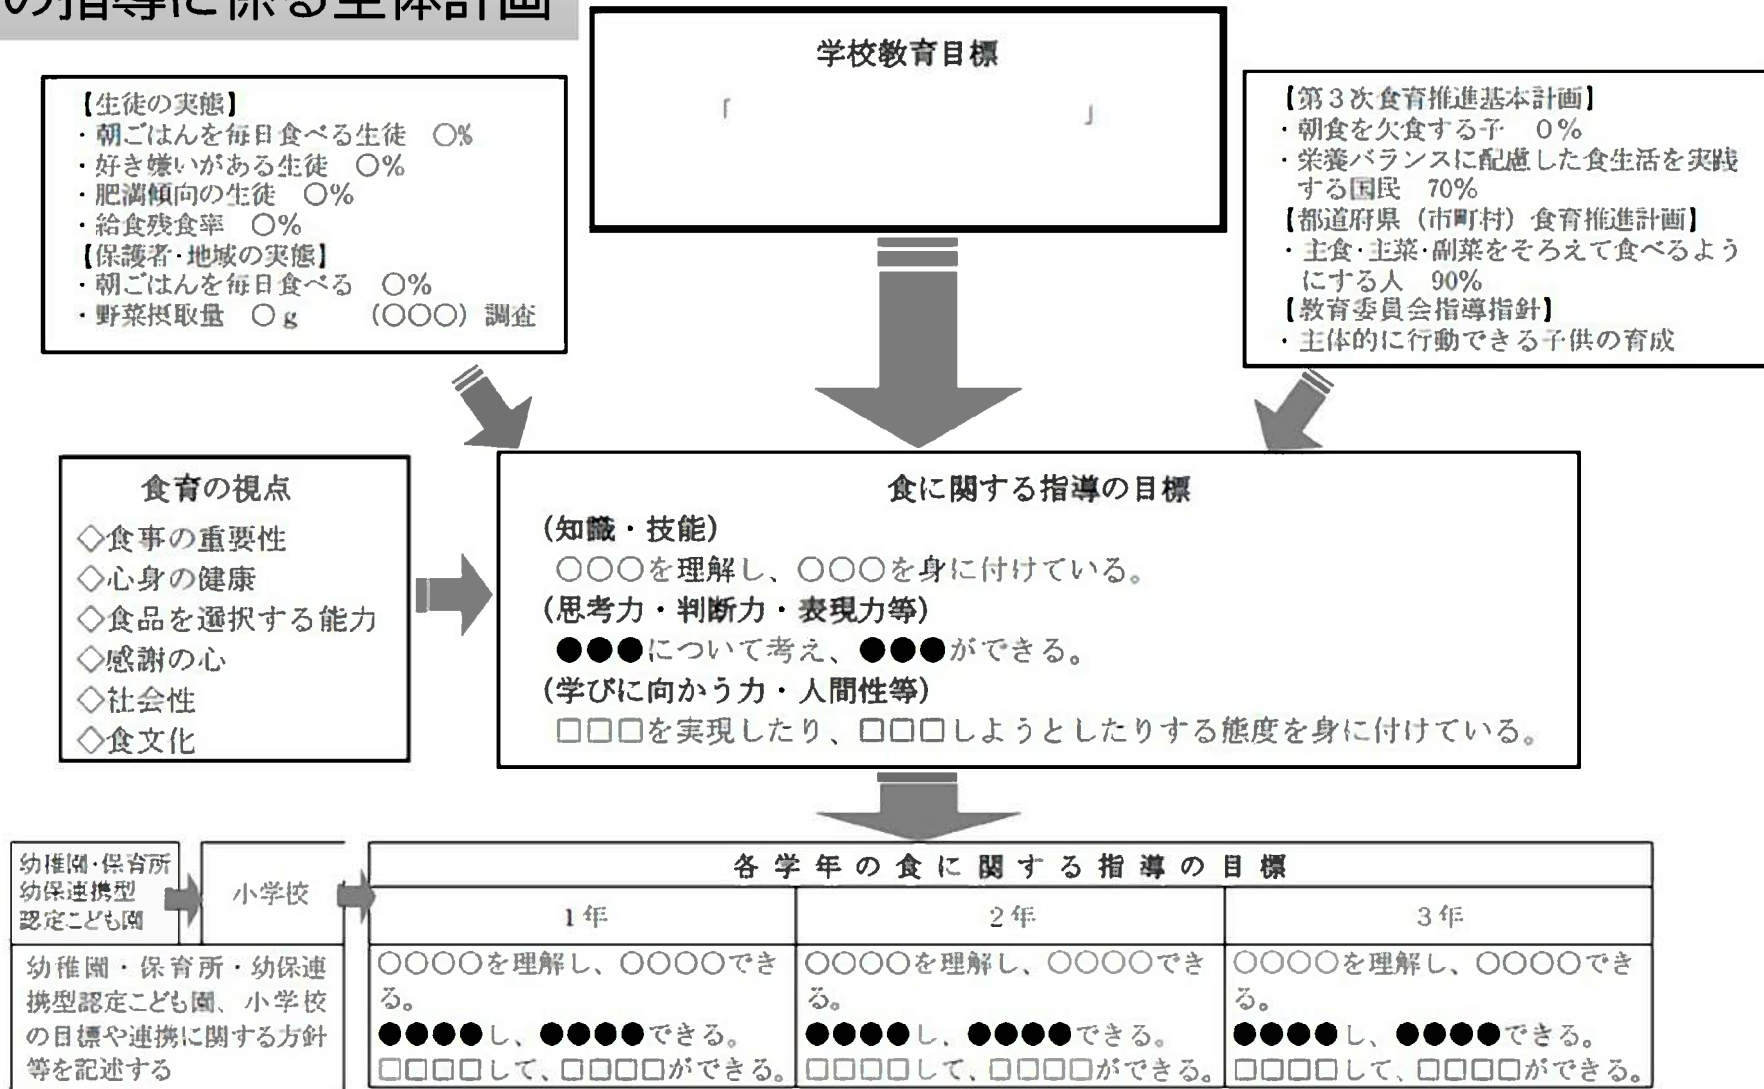 の指導に係る全体計画
学校教育目標
「　　　」
【生徒の実態】
・朝ごはんを毎日食べる生徒　○%
・好き嫌いがある生徒　○%
・肥満傾向の生徒　○%
・給食残食率　○%
【保護者・地域の実態】
・朝ごはんを毎日食べる　○%
・野菜摂取量　○g　（○○○）調査
【第3次食育推進基本計画】
・朝食を欠食する子　0%
・栄養バランスに配慮した食生活を実践
する国民　70%
【都道府県（市町村）食育推進計画】
・主食・主菜・副菜をそろえて食べるよう
にする人　90%
【教育委員会指導指針】
・主体的に行動できる子供の育成
食育の視点
◇食事の重要性
◇心身の健康
◇食品を選択する能力
◇感謝の心
◇社会性
◇食文化
食に関する指導の目標
（知識・技能）
○○○を理解し、○○○を身に付けている。
（思考力・判断力・表現力等）
●●●について考え、●●●ができる。
（学びに向かう力・人間性等）
□□□を実現したり、□□□しようとしたりする態度を身に付けている。
幼稚園・保育所
幼保連携型
認定こども園
小学校
幼稚園・保育所・幼保連
携型認定こども園、小学校
の目標や連携に関する方針
等を記述する
各学年の食に関する指導の目標
1年
2年
3年
○○○○を理解し、○○○○でき
る。
●●●●し、●●●●できる。
□□□□して、□□□□ができる。
○○○○を理解し、○○○○でき
る。
●●●●し、●●●●できる。
□□□□して、□□□□ができる。
○○○○を理解し、○○○○でき
る。
●●●●し、●●●●できる。
□□□□して、□□□□ができる。